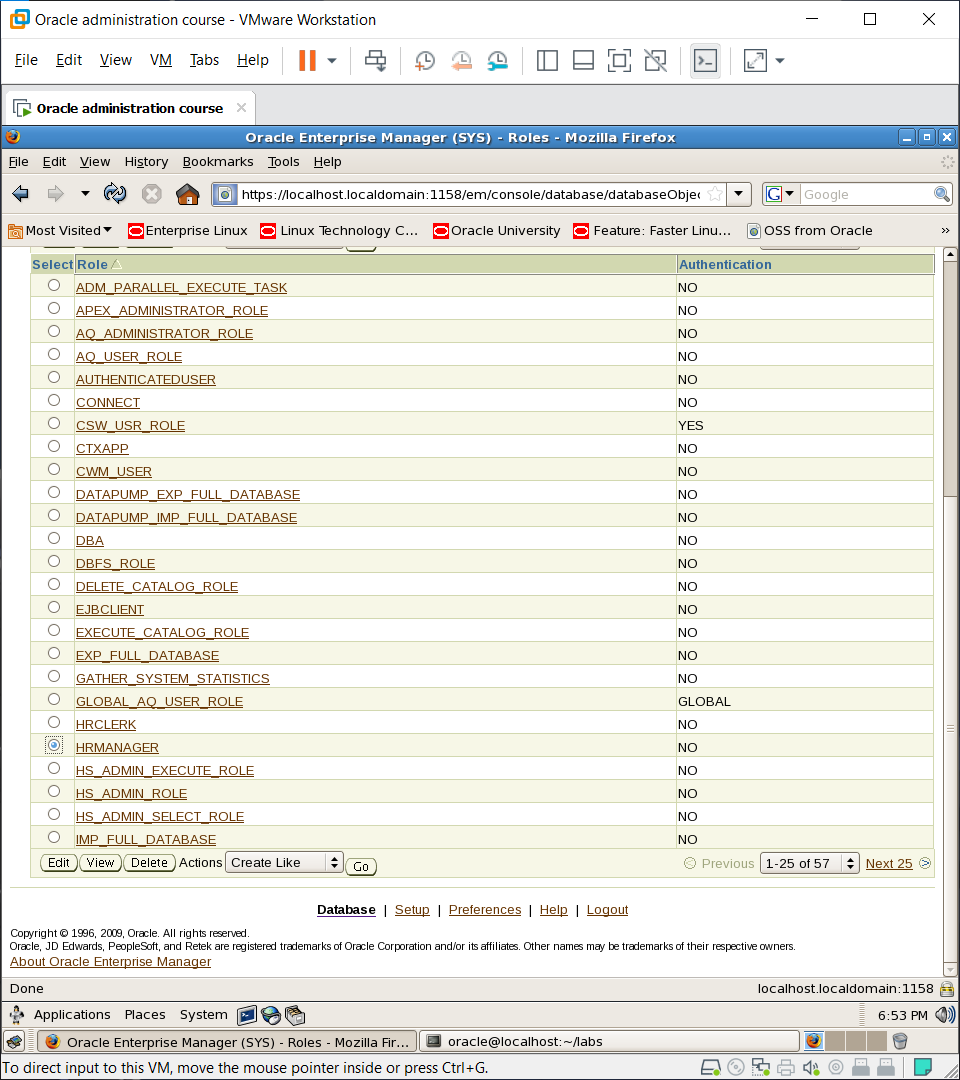 Oracle administration course - VMware Workstation
File Edit View VM Tabs Help
Oracle administration course
Oracle Enterprise Manager (SYS) - Roles - Mozilla Firefox
File Edit View History Bookmarks Tools Help
https://localhost.localdomain:1158/em/console/database/databaseObjec
G Google
Most Visited Enterprise Linux Linux Technology C... Oracle University Feature: Faster Linu... OSS from Oracle »
Select Role Authentication
ADM_PARALLEL_EXECUTE_TASK NO
APEX_ADMINISTRATOR_ROLE NO
AQ_ADMINISTRATOR_ROLE NO
AQ_USER_ROLE NO
AUTHENTICATEDUSER NO
CONNECT NO
CSW_USR_ROLE YES
CTXAPP NO
CWM_USER NO
DATAPUMP_EXP_FULL_DATABASE NO
DATAPUMP_IMP_FULL_DATABASE NO
DBA NO
DBFS_ROLE NO
DELETE_CATALOG_ROLE NO
EJBCLIENT NO
EXECUTE_CATALOG_ROLE NO
EXP_FULL_DATABASE NO
GATHER_SYSTEM_STATISTICS NO
GLOBAL_AQ_USER_ROLE GLOBAL
HRCLERK NO
HRMANAGER NO
HS_ADMIN_EXECUTE_ROLE NO
HS_ADMIN_ROLE NO
HS_ADMIN_SELECT_ROLE NO
IMP_FULL_DATABASE NO
Edit View Delete Actions Create Like Go Previous 1-25 of 57 Next 25
Database | Setup | Preferences | Help | Logout
Copyright © 1996, 2009, Oracle. All rights reserved.
Oracle, JD Edwards, PeopleSoft, and Retek are registered trademarks of Oracle Corporation and/or its affiliates. Other names may be trademarks of their respective owners.
About Oracle Enterprise Manager
Done localhost.localdomain:1158
Applications Places System 6:53 PM
Oracle Enterprise Manager (SYS) - Roles - Mozilla Fir... oracle@localhost:~/labs
To direct input to this VM, move the mouse pointer inside or press Ctrl+G.